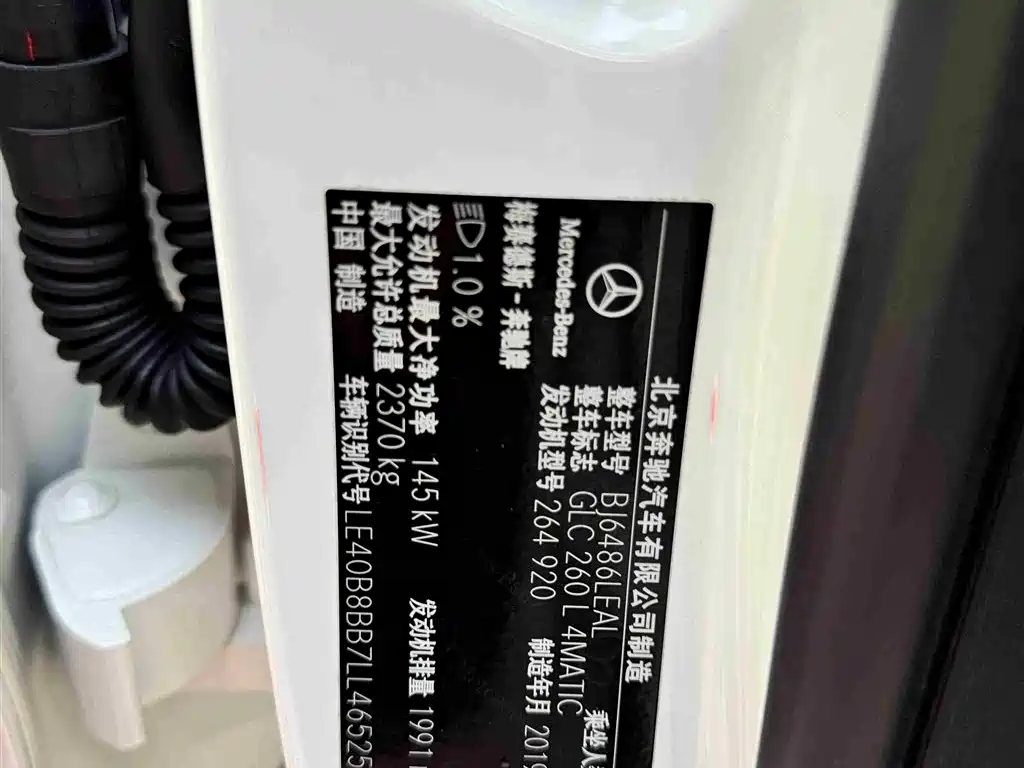 北京奔驰汽车有限公司制造
Mercedes-Benz
整车型号 BJ6486LEAL 乘坐人
整车标志 GLC 260 L 4MATIC
发动机型号 264 920 制造年月 2019
梅赛德斯-奔驰牌
1.0 %
发动机最大净功率 145 kW 发动机排量 1991
最大允许总质量 2370 kg
中国 制造 车辆识别代号 LE40B8BB7LL46525